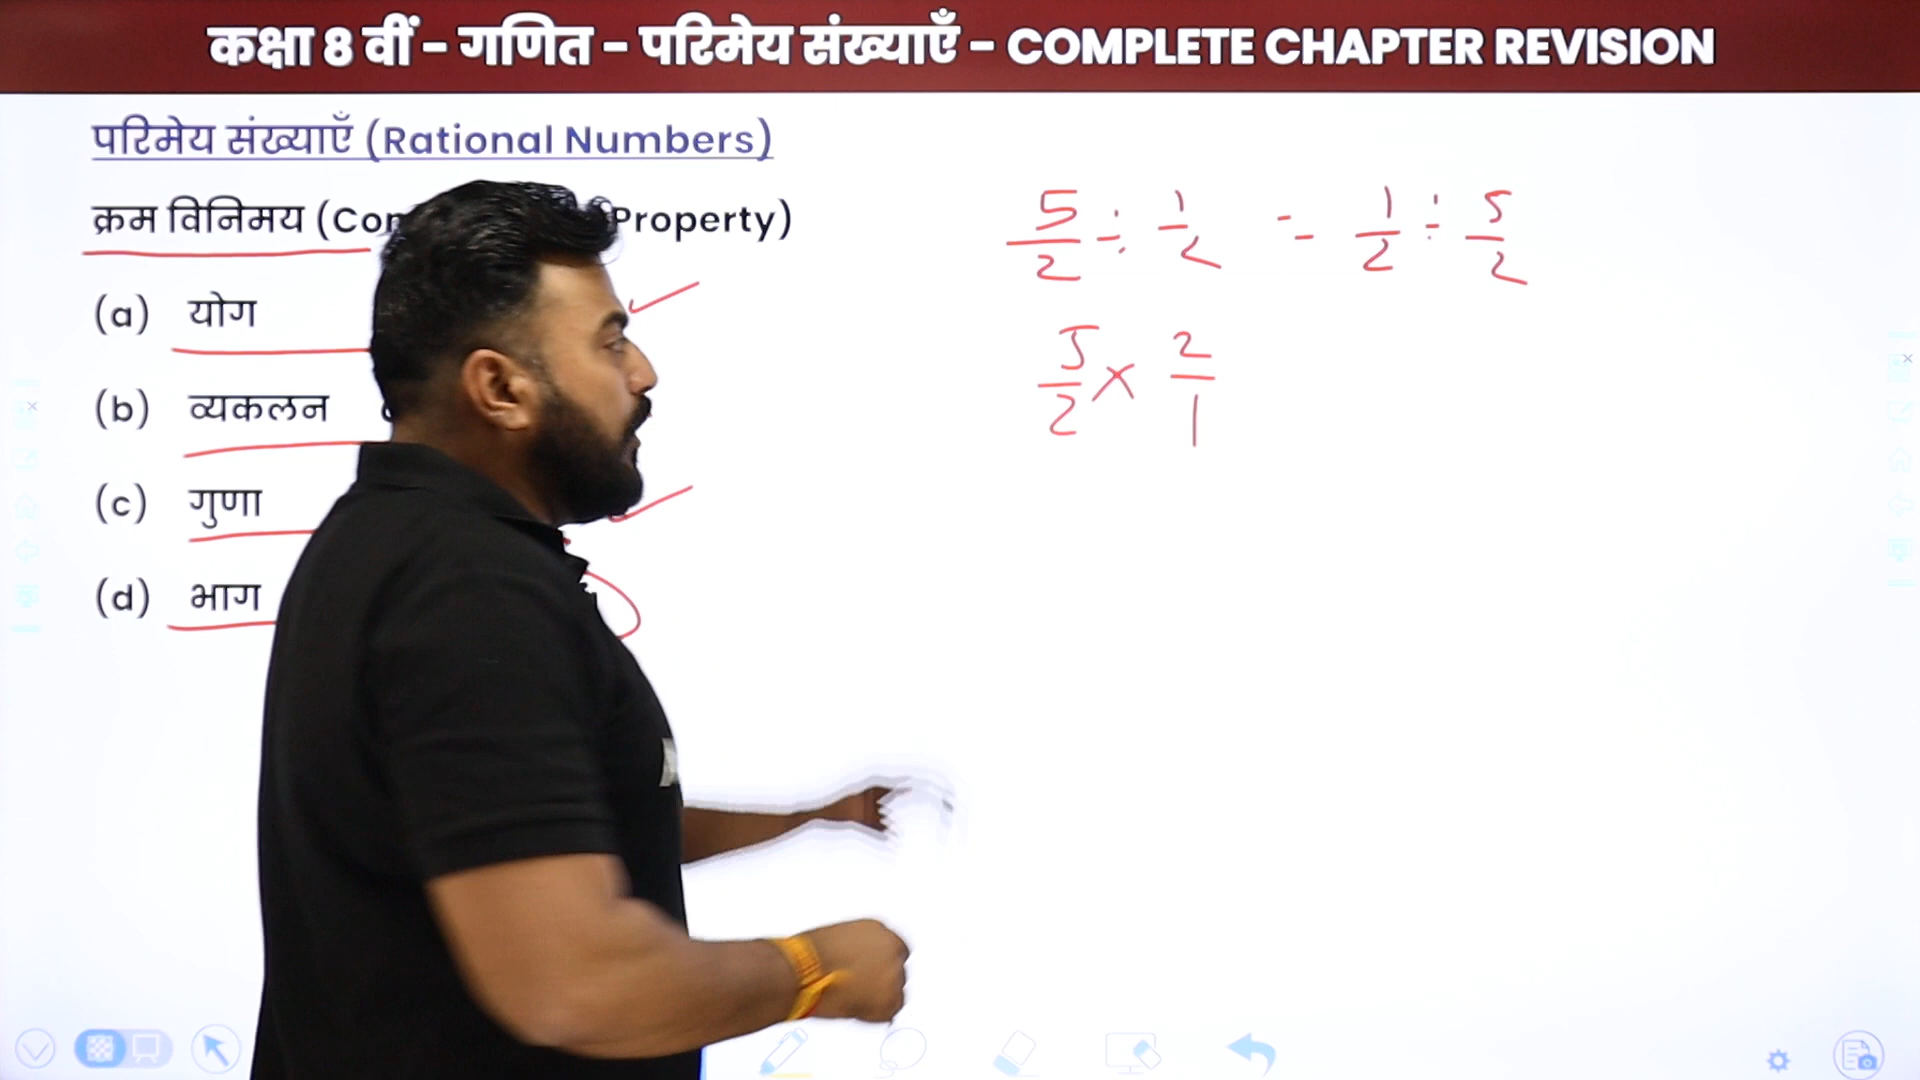 कक्षा 8 वीं - गणित - परिमेय संख्याएँ - COMPLETE CHAPTER REVISION
परिमेय संख्याएँ (Rational Numbers)
क्रम विनिमय (Con Property)
(a) योग
(b) व्यकलन
(c) गुणा
(d) भाग
5/2 ÷ 1/2 = 1/2 ÷ 5/2
5/2 × 2/1